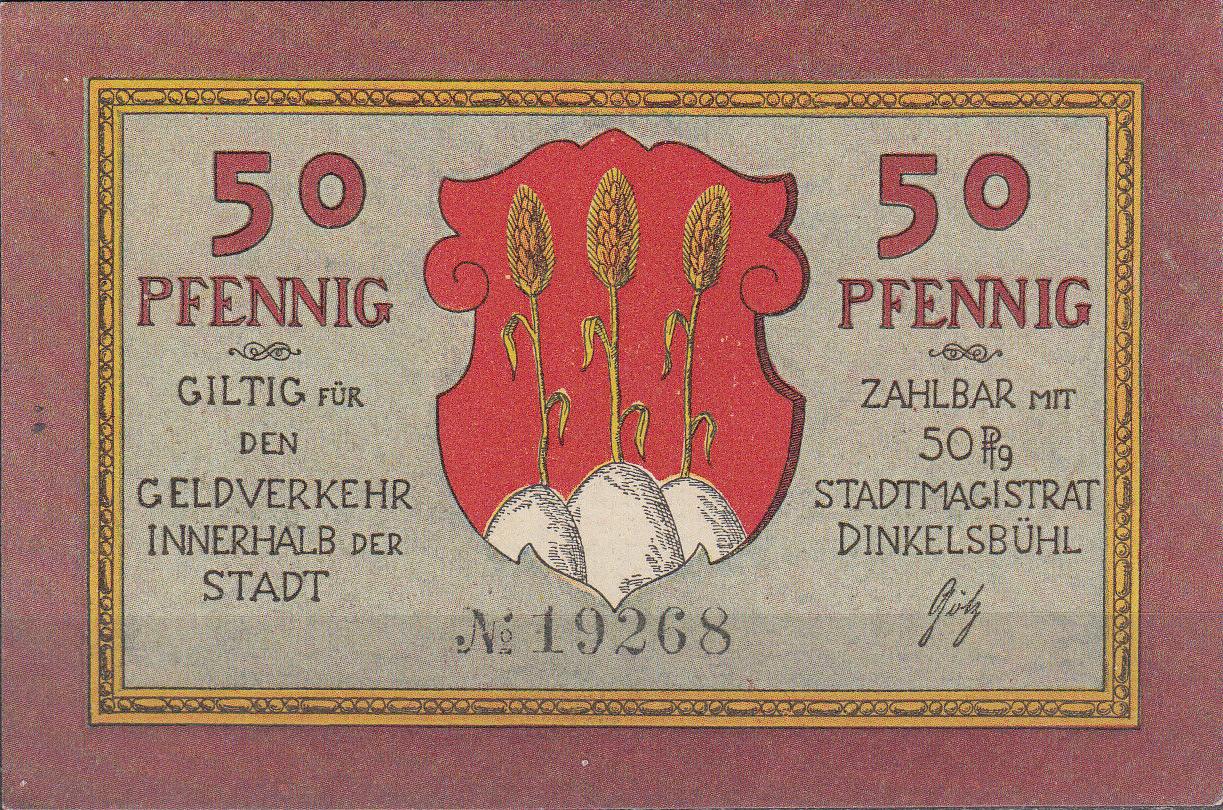 50
PFENNIG
GILTIG FÜR
DEN
GELDVERKEHR
INNERHALB DER
STADT
№ 19268
50
PFENNIG
ZAHLBAR MIT
50 Pfg
STADTMAGISTRAT
DINKELSBÜHL
Götz